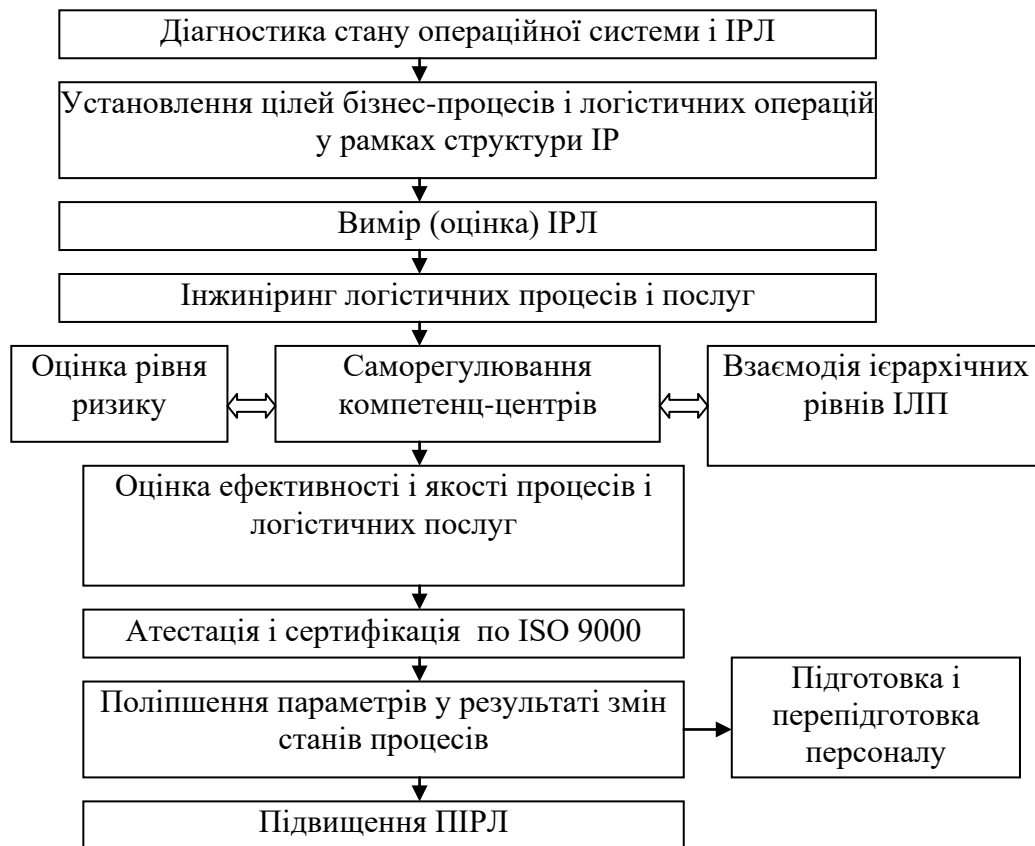 Діагностика стану операційної системи і ІРЛ
Установлення цілей бізнес-процесів і логістичних операцій
у рамках структури ІР
Вимір (оцінка) ІРЛ
Інжиніринг логістичних процесів і послуг
Оцінка рівня
ризику
Саморегулювання
компетенц-центрів
Взаємодія ієрархічних
рівнів ІЛП
Оцінка ефективності і якості процесів і
логістичних послуг
Атестація і сертифікація по ISO 9000
Поліпшення параметрів у результаті змін
станів процесів
Підготовка і
перепідготовка
персоналу
Підвищення ПІРЛ